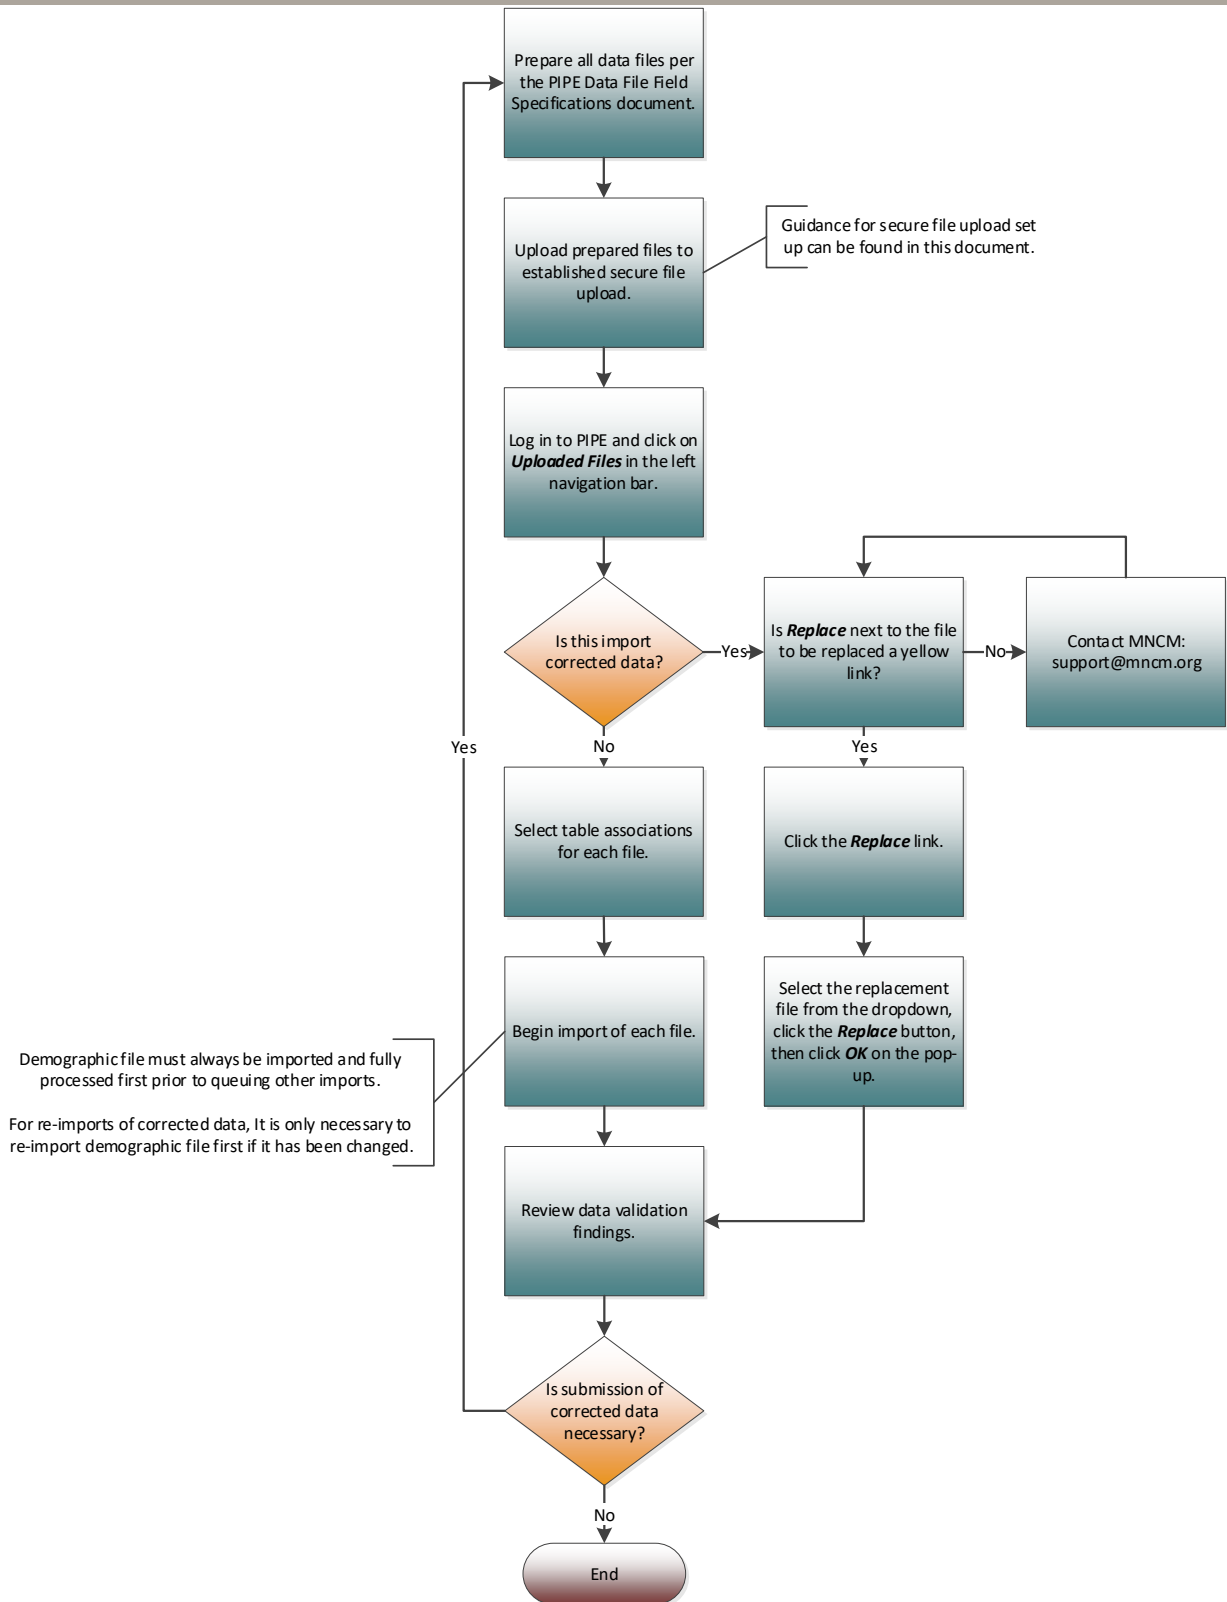 Prepare all data files per
the PIPE Data File Field
Specifications document.
Upload prepared files to
established secure file
upload.
Guidance for secure file upload set
up can be found in this document.
Log in to PIPE and click on
Uploaded Files in the left
navigation bar.
Is this import
corrected data?
Yes
Is Replace next to the file
to be replaced a yellow
link?
No
Contact MNCM:
support@mncm.org
Yes
No
Yes
Select table associations
for each file.
Click the Replace link.
Begin import of each file.
Select the replacement
file from the dropdown,
click the Replace button,
then click OK on the pop-
up.
Demographic file must always be imported and fully
processed first prior to queuing other imports.
For re-imports of corrected data, It is only necessary to
re-import demographic file first if it has been changed.
Review data validation
findings.
Is submission of
corrected data
necessary?
No
End